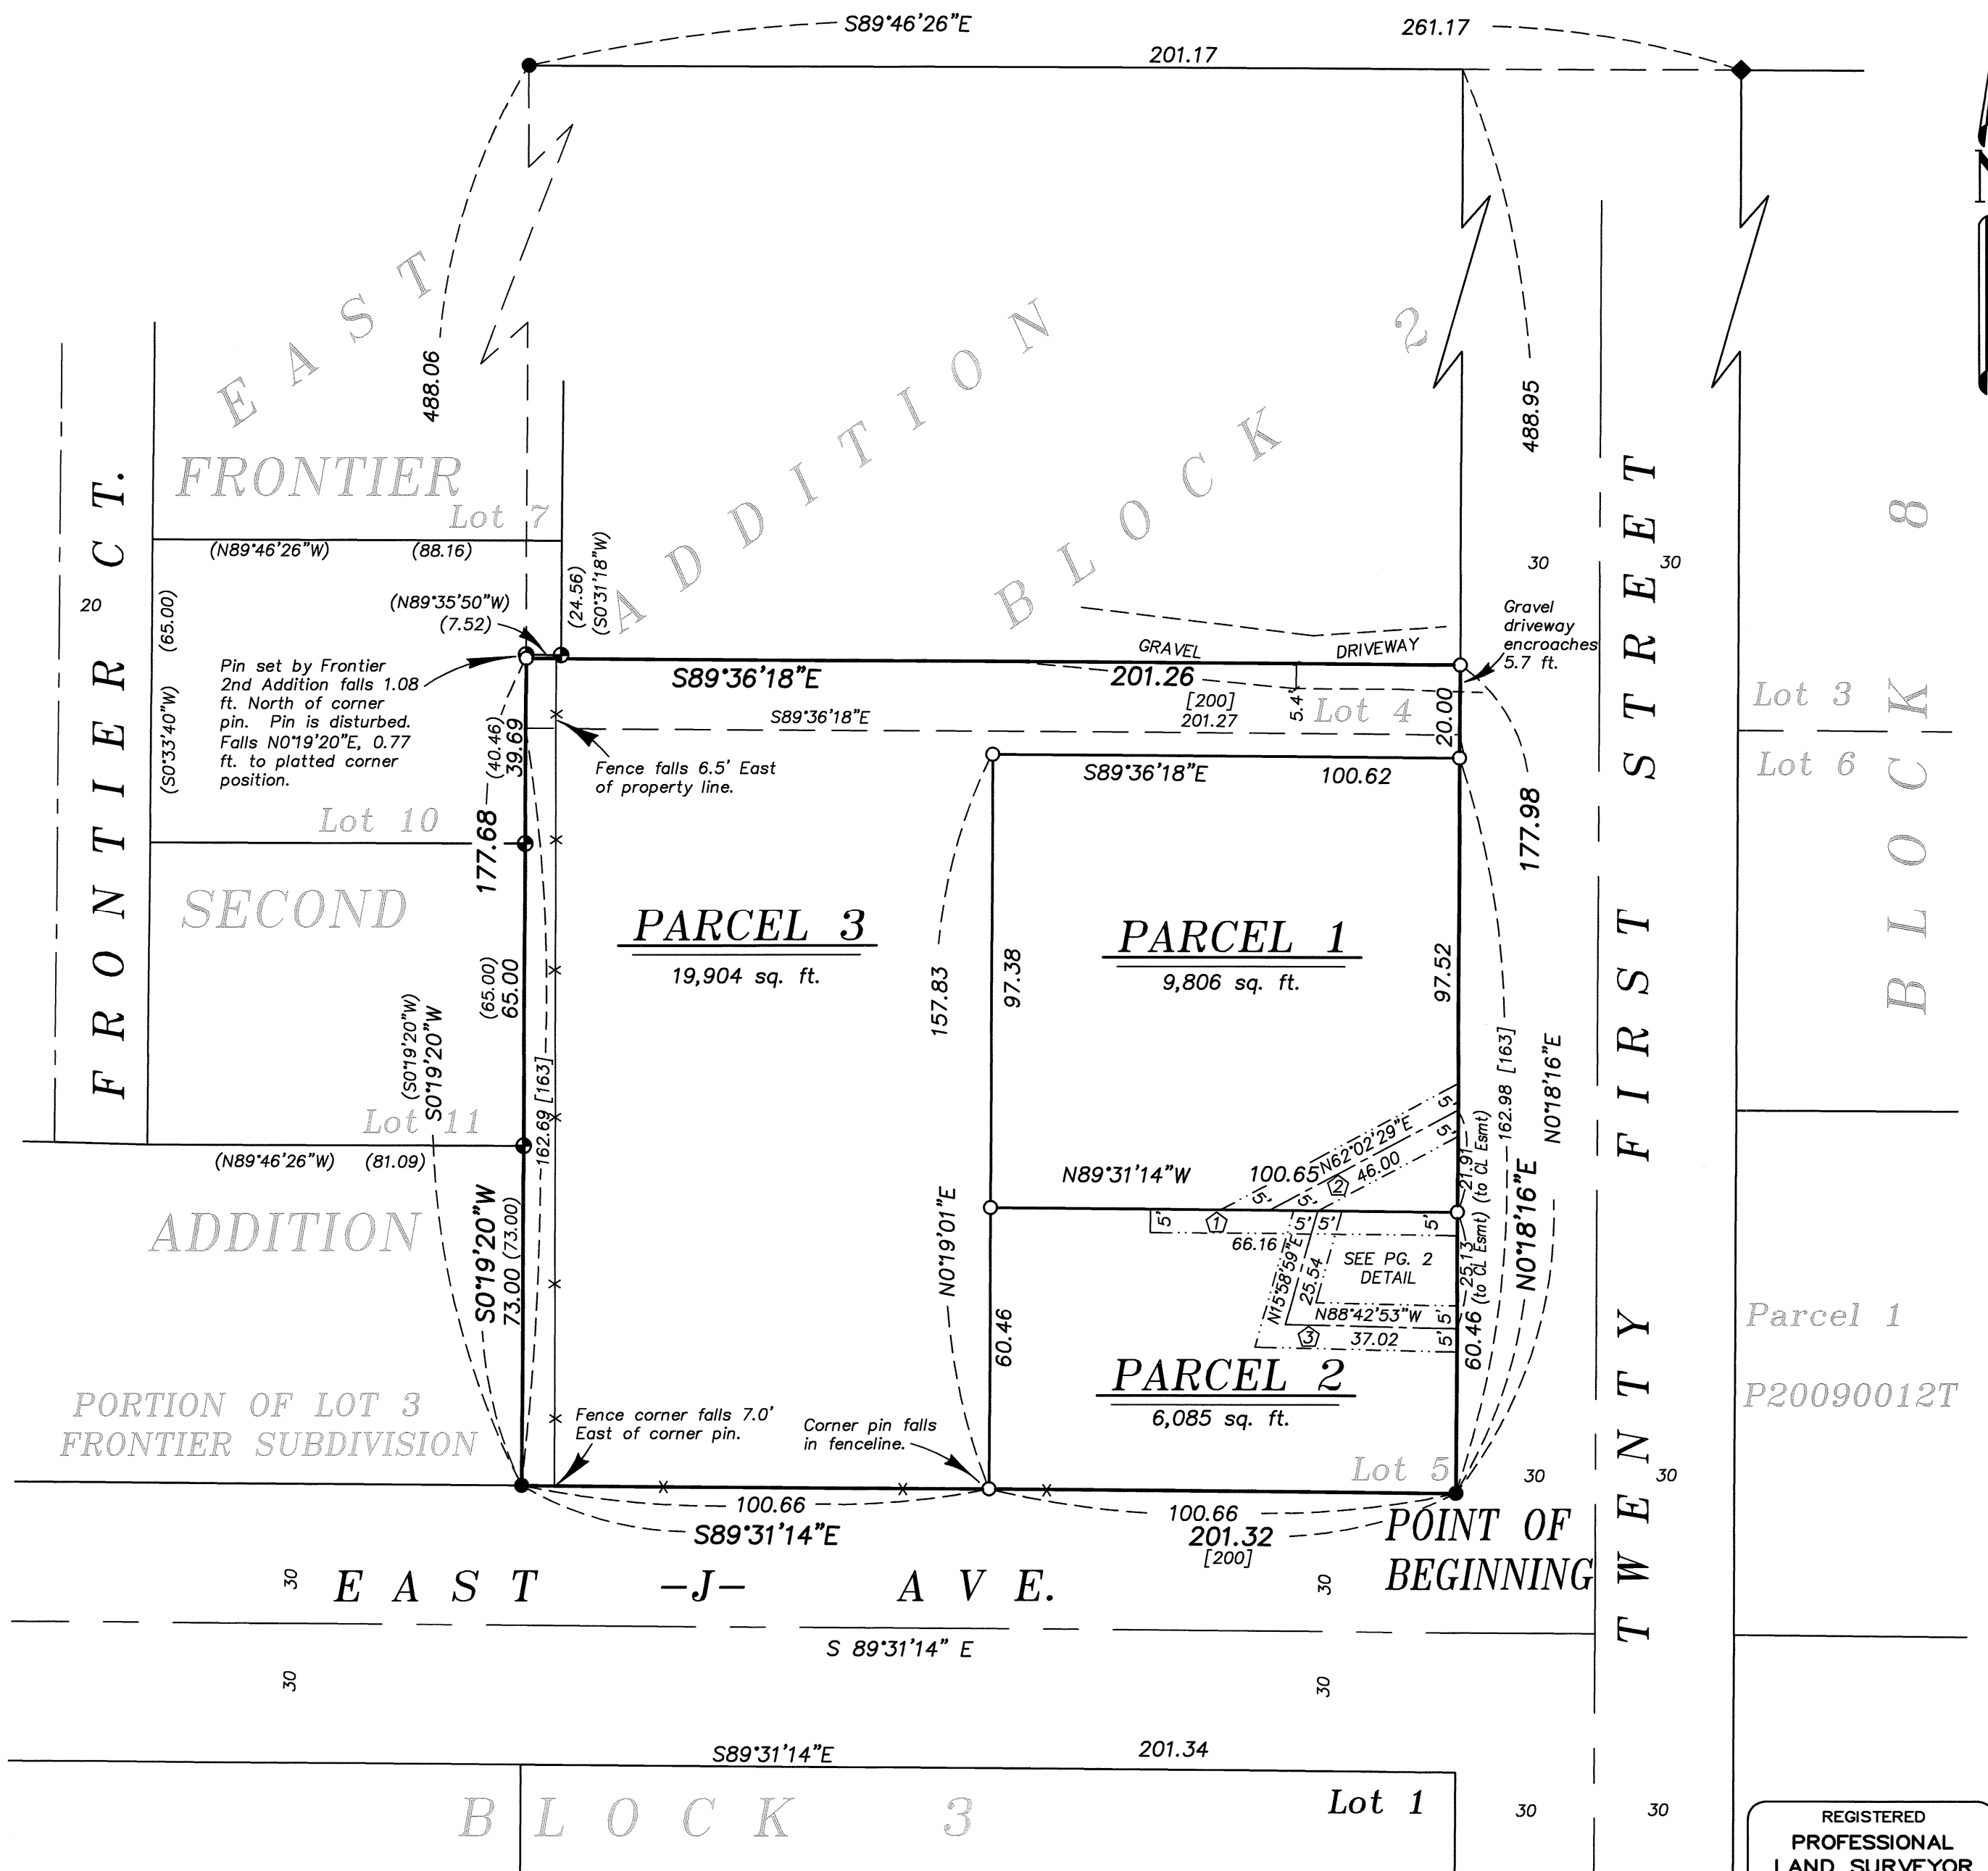 S89°46'26"E
261.17
201.17
488.06
488.95
EAST
ADDITION
BLOCK 2
FRONTIER
Lot 7
(N89°46'26"W) (88.16)
(24.56)
(S0°31'18"W)
(N89°35'50"W)
(7.52)
FRONTIER CT.
20
(65.00)
(S0°33'40"W)
Pin set by Frontier
2nd Addition falls 1.08
ft. North of corner
pin. Pin is disturbed.
Falls N0°19'20"E, 0.77
ft. to platted corner
position.
(40.46)
39.69
177.68
Fence falls 6.5' East
of property line.
S89°36'18"E
201.26
[200]
201.27
S89°36'18"E
GRAVEL DRIVEWAY
5.4'
Lot 4
20.00
Gravel
driveway
encroaches
5.7 ft.
30
30
TWENTY FIRST STREET
BLOCK 8
Lot 3
Lot 6
S89°36'18"E 100.62
177.98
Lot 10
SECOND
PARCEL 3
19,904 sq. ft.
PARCEL 1
9,806 sq. ft.
157.83
97.38
97.52
(65.00)
65.00
(S0°19'20"W)
S0°19'20"W
162.69 [163]
162.98 [163]
N0°18'16"E
N0°18'16"E
Lot 11
(N89°46'26"W) (81.09)
ADDITION
S0°19'20"W
73.00 (73.00)
N0°19'01"E
60.46
N89°31'14"W 100.65
N62°02'29"E
46.00
5'
5'
5'
5'
2
21.91
(to CL Esmt)
5'
1
5'
5'
5'
66.16
N15°58'59"E
25.54
SEE PG. 2
DETAIL
25.13
(to CL Esmt)
N88°42'53"W
37.02
5'
5'
3
60.46
PARCEL 2
6,085 sq. ft.
Parcel 1
P20090012T
PORTION OF LOT 3
FRONTIER SUBDIVISION
Fence corner falls 7.0'
East of corner pin.
Corner pin falls
in fenceline.
Lot 5
30
30
100.66
S89°31'14"E
100.66
201.32
[200]
POINT OF
BEGINNING
30
30
EAST -J- AVE.
S 89°31'14" E
30
30
S89°31'14"E 201.34
BLOCK 3
Lot 1
30
30
REGISTERED
PROFESSIONAL
LAND SURVEYOR